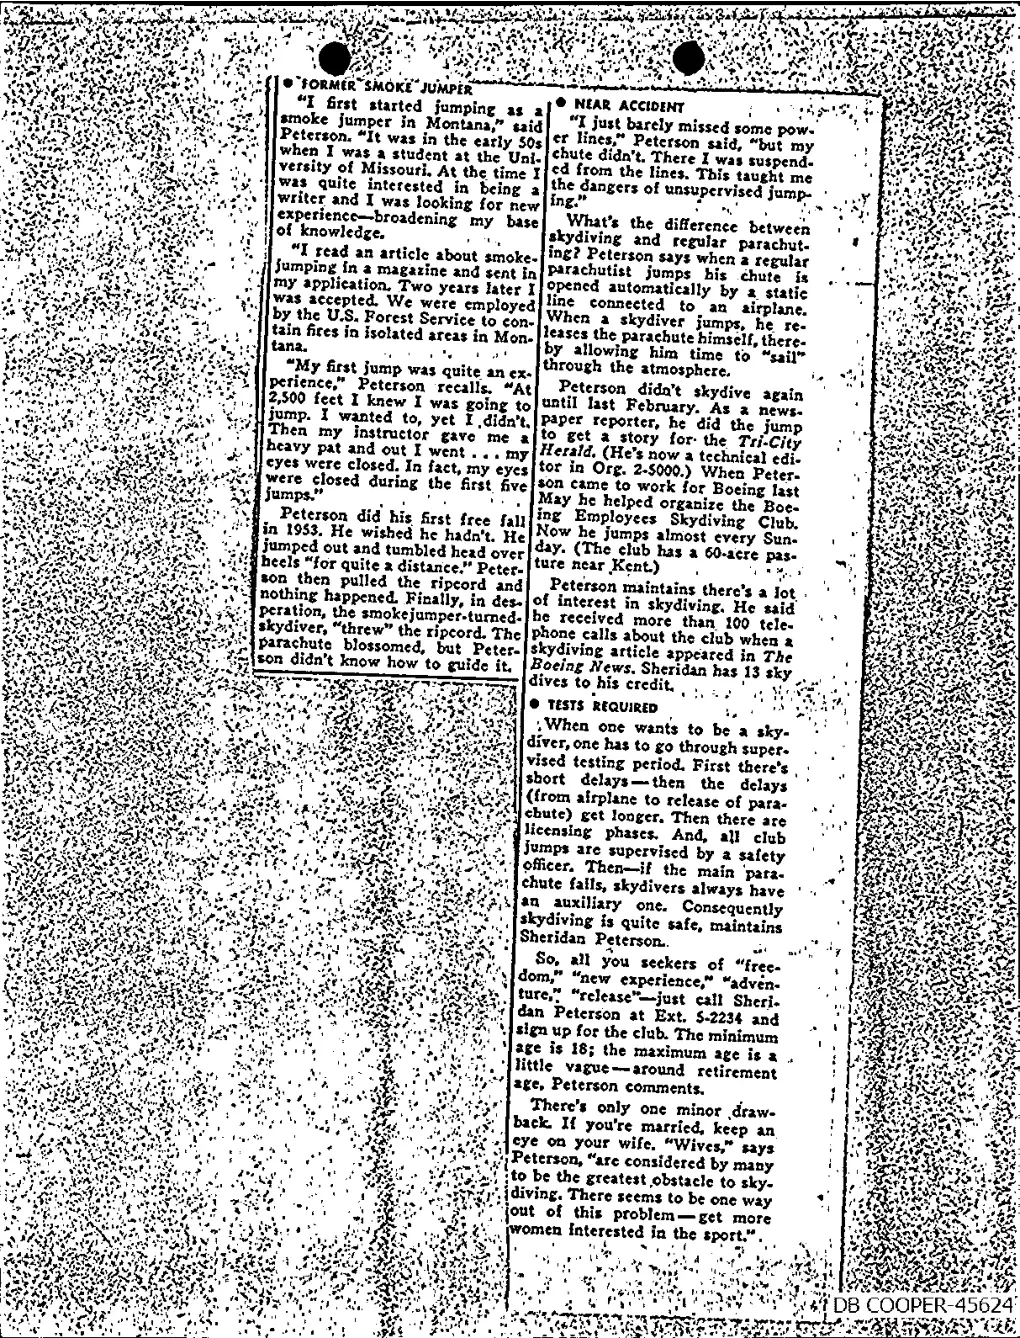 ● FORMER SMOKE JUMPER
"I first started jumping as a
smoke jumper in Montana," said
Peterson. "It was in the early 50s
when I was a student at the Uni-
versity of Missouri. At the time I
was quite interested in being a
writer and I was looking for new
experience—broadening my base
of knowledge.
"I read an article about smoke-
jumping in a magazine and sent in
my application. Two years later I
was accepted. We were employed
by the U.S. Forest Service to con-
tain fires in isolated areas in Mon-
tana.
"My first jump was quite an ex-
perience," Peterson recalls. "At
2,500 feet I knew I was going to
jump. I wanted to, yet I didn't.
Then my instructor gave me a
heavy pat and out I went . . . my
eyes were closed. In fact, my eyes
were closed during the first five
jumps."
Peterson did his first free fall
in 1953. He wished he hadn't. He
jumped out and tumbled head over
heels "for quite a distance." Peter-
son then pulled the ripcord and
nothing happened. Finally, in des-
peration, the smokejumper-turned-
skydiver, "threw" the ripcord. The
parachute blossomed, but Peter-
son didn't know how to guide it.
● NEAR ACCIDENT
"I just barely missed some pow-
er lines," Peterson said, "but my
chute didn't. There I was suspend-
ed from the lines. This taught me
the dangers of unsupervised jump-
ing."
What's the difference between
skydiving and regular parachut-
ing? Peterson says when a regular
parachutist jumps his chute is
opened automatically by a static
line connected to an airplane.
When a skydiver jumps, he re-
leases the parachute himself, there-
by allowing him time to "sail"
through the atmosphere.
Peterson didn't skydive again
until last February. As a news-
paper reporter, he did the jump
to get a story for the Tri-City
Herald. (He's now a technical edi-
tor in Org. 2-5000.) When Peter-
son came to work for Boeing last
May he helped organize the Boe-
ing Employees Skydiving Club.
Now he jumps almost every Sun-
day. (The club has a 60-acre pas-
ture near Kent.)
Peterson maintains there's a lot
of interest in skydiving. He said
he received more than 100 tele-
phone calls about the club when a
skydiving article appeared in The
Boeing News. Sheridan has 13 sky
dives to his credit.
● TESTS REQUIRED
When one wants to be a sky-
diver, one has to go through super-
vised testing period. First there's
short delays—then the delays
(from airplane to release of para-
chute) get longer. Then there are
licensing phases. And, all club
jumps are supervised by a safety
officer. Then—if the main para-
chute fails, skydivers always have
an auxiliary one. Consequently
skydiving is quite safe, maintains
Sheridan Peterson.
So, all you seekers of "free-
dom," "new experience," "adven-
ture," "release"—just call Sheri-
dan Peterson at Ext. 5-2234 and
sign up for the club. The minimum
age is 18; the maximum age is a
little vague—around retirement
age, Peterson comments.
There's only one minor draw-
back. If you're married, keep an
eye on your wife. "Wives," says
Peterson, "are considered by many
to be the greatest obstacle to sky-
diving. There seems to be one way
out of this problem—get more
women interested in the sport."
DB COOPER-45624